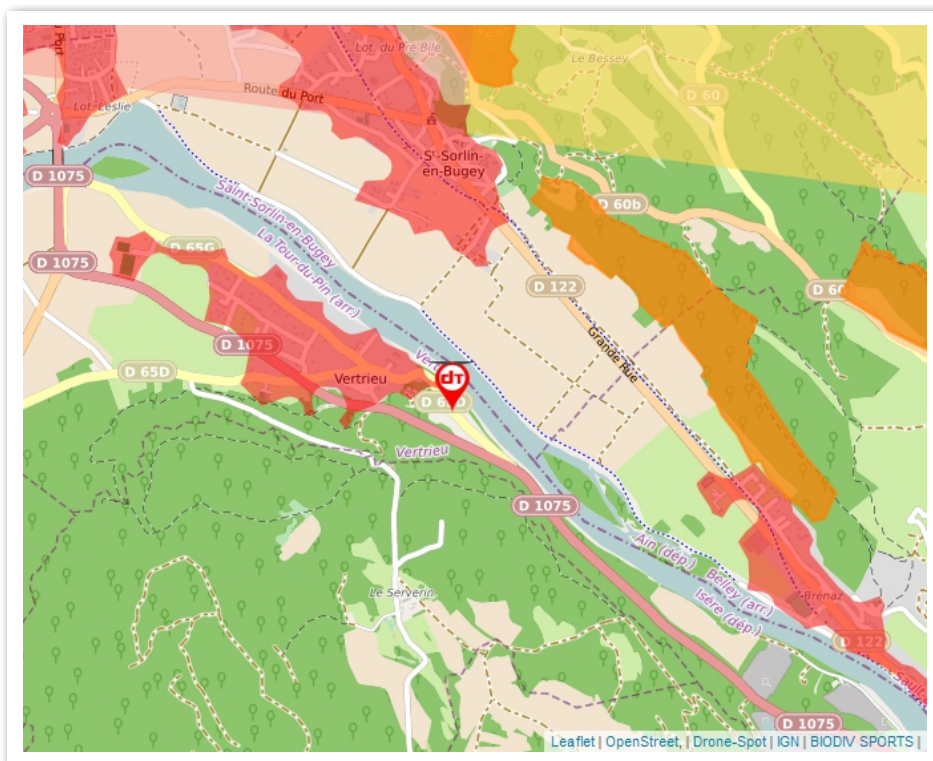 Port
Lot. du Pré Bile
Le Bessey
D 60
Lot. Leslie
Route du Port
St-Sorlin-
en-Bugey
D 1075
Saint-Sorlin-en-Bugey
La Tour-du-Pin (arr.)
D 60b
D 65G
D 1075
D 122
D 60
D 1075
Grande Rue
D 65D
Vertrieu
dT
Vertrieu
D 1075
Ain (dép.)
Belley (arr.)
Isère (dép.)
Le Serverin
Brénaz
D 122
D 1075
Leaflet | OpenStreet, | Drone-Spot | IGN | BIODIV SPORTS |